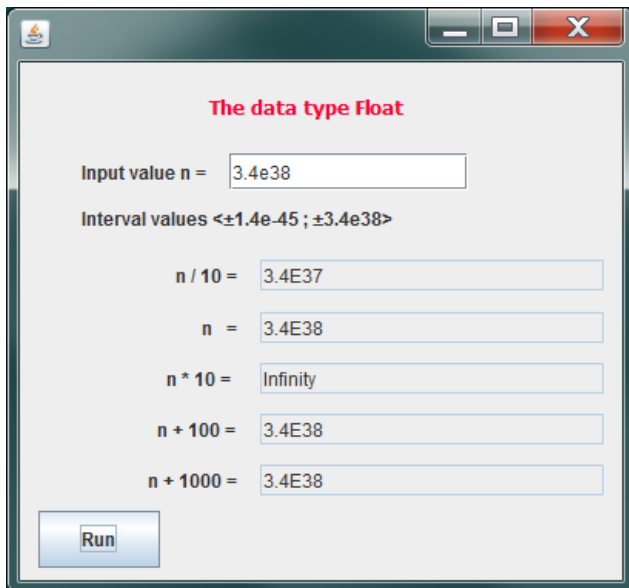 The data type Float
Input value n = 3.4e38
Interval values <±1.4e-45 ; ±3.4e38>
n / 10 = 3.4E37
n = 3.4E38
n * 10 = Infinity
n + 100 = 3.4E38
n + 1000 = 3.4E38
Run